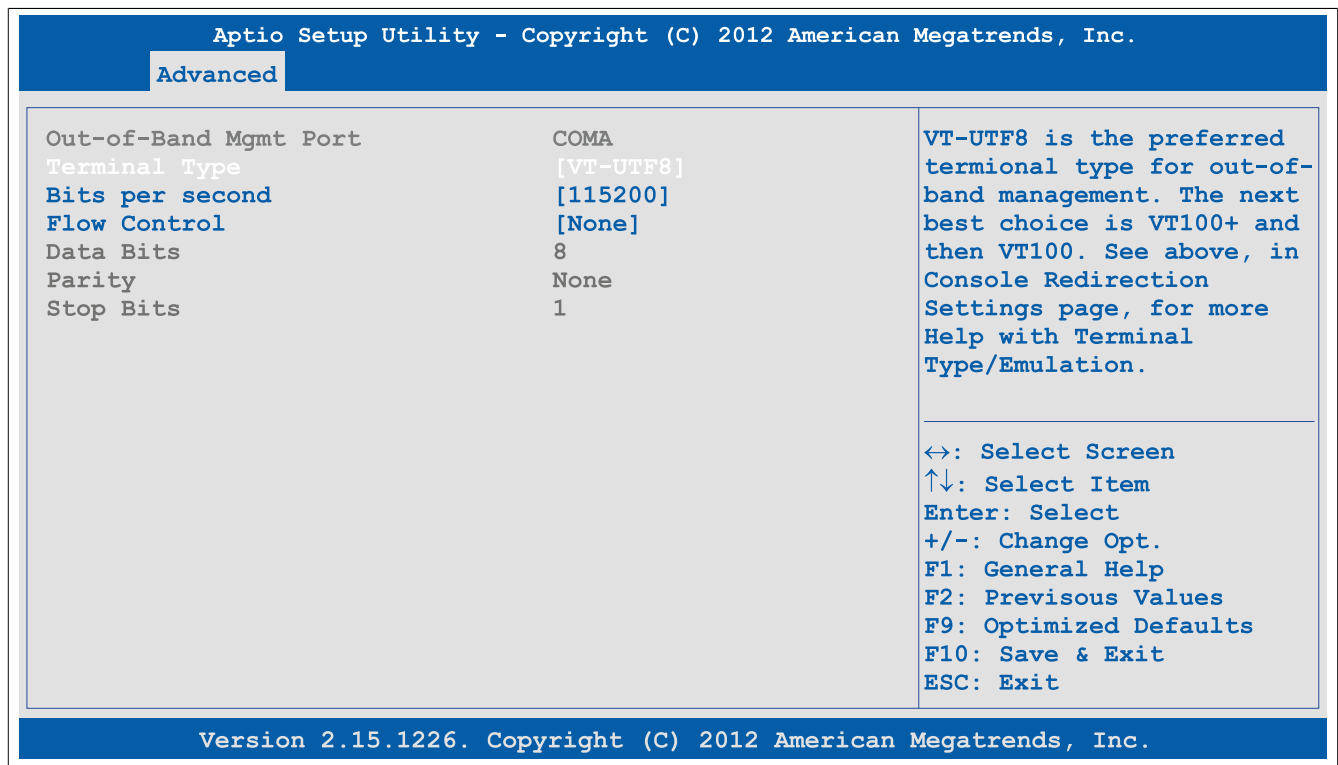 Aptio Setup Utility - Copyright (C) 2012 American Megatrends, Inc.
Advanced
Out-of-Band Mgmt Port COMA
Terminal Type [VT-UTF8]
Bits per second [115200]
Flow Control [None]
Data Bits 8
Parity None
Stop Bits 1
VT-UTF8 is the preferred
termional type for out-of-
band management. The next
best choice is VT100+ and
then VT100. See above, in
Console Redirection
Settings page, for more
Help with Terminal
Type/Emulation.
↔: Select Screen
↑↓: Select Item
Enter: Select
+/-: Change Opt.
F1: General Help
F2: Previsous Values
F9: Optimized Defaults
F10: Save & Exit
ESC: Exit
Version 2.15.1226. Copyright (C) 2012 American Megatrends, Inc.